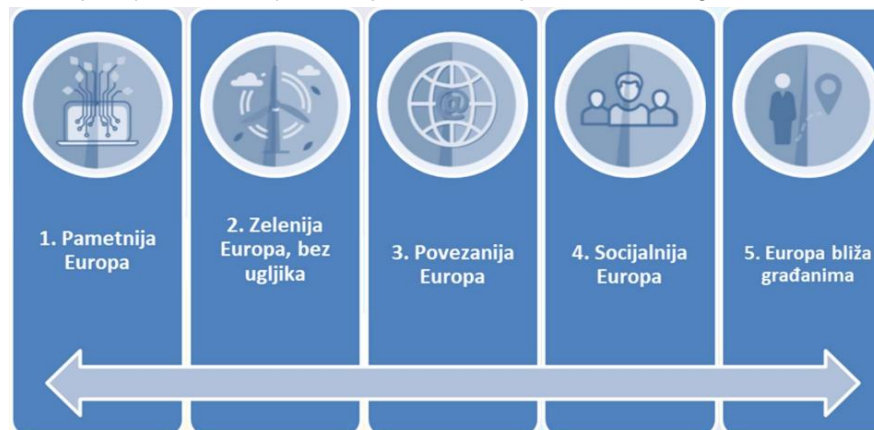 1. Pametnija
Europa
2. Zelenija
Europa, bez
ugljika
3. Povezanija
Europa
4. Socijalnija
Europa
5. Europa bliža
građanima